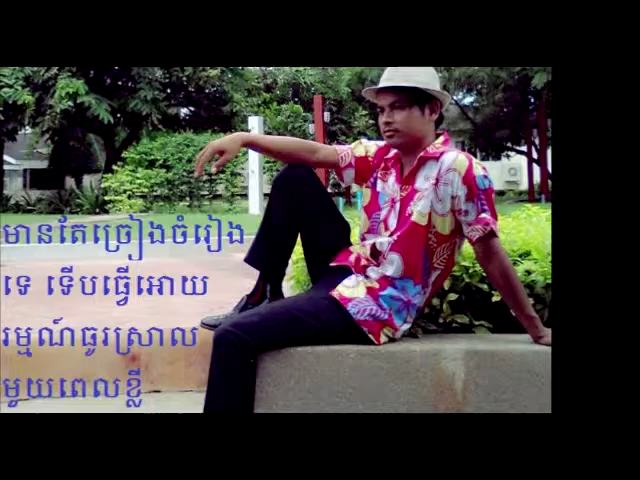 មានតែច្រៀងចំរៀង
ទេ ទើបធ្វើអោយ
រម្មណ៍ធូរស្រាល
មួយពេលខ្លី